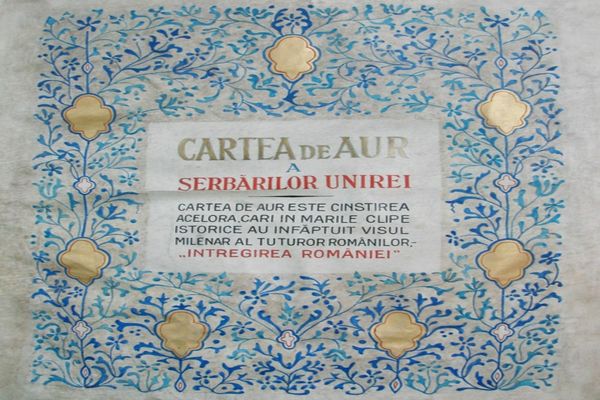 CARTEA DE AUR
A
SERBĂRILOR UNIREI
CARTEA DE AUR ESTE CINSTIREA
ACELORA, CARI IN MARILE CLIPE
ISTORICE AU INFĂPTUIT VISUL
MILENAR AL TUTUROR ROMÂNILOR,-
„INTREGIREA ROMÂNIEI"